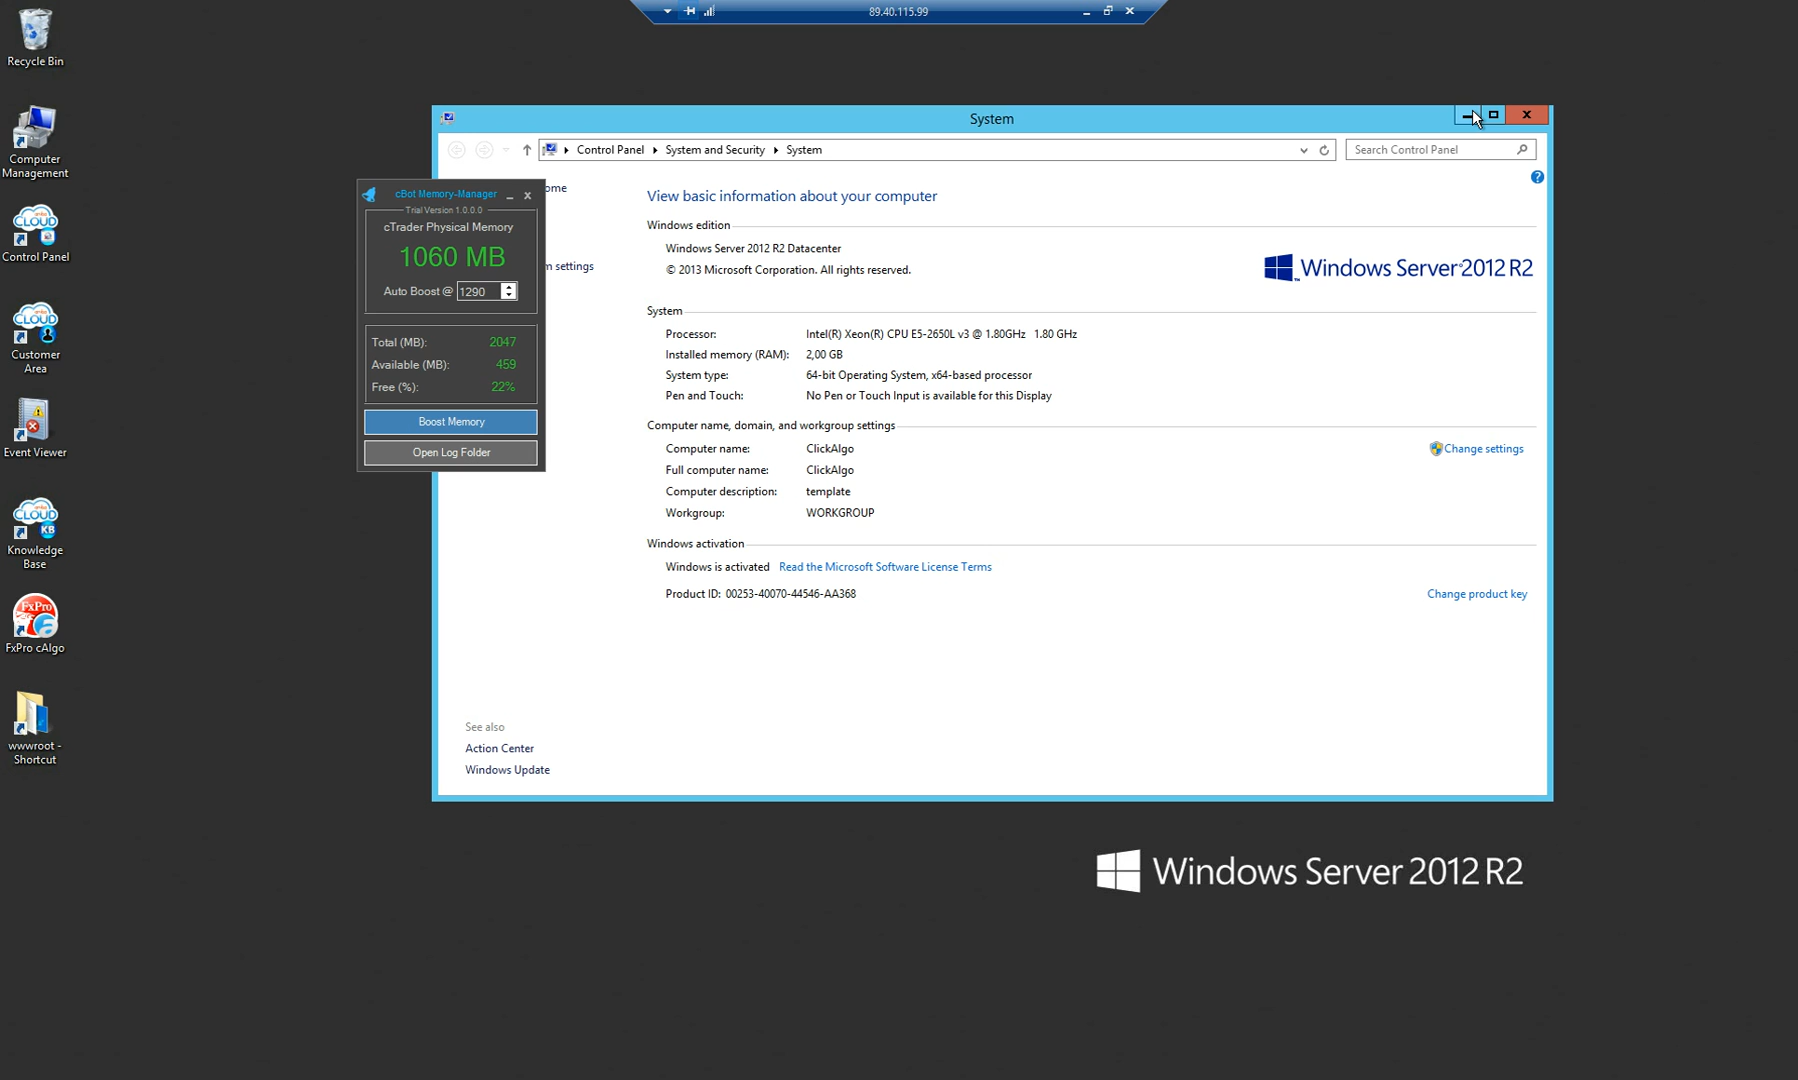 89.40.115.99
Recycle Bin
Computer
Management
CLOUD
Control Panel
CLOUD
Customer
Area
Event Viewer
CLOUD
KB
Knowledge
Base
FxPro
FxPro cAlgo
wwwroot -
Shortcut
System
Control Panel
System and Security
System
Search Control Panel
ome
m settings
cBot Memory-Manager
Trial Version 1.0.0.0
cTrader Physical Memory
1060 MB
Auto Boost @ 1290
Total (MB): 2047
Available (MB): 459
Free (%): 22%
Boost Memory
Open Log Folder
View basic information about your computer
Windows edition
Windows Server 2012 R2 Datacenter
© 2013 Microsoft Corporation. All rights reserved.
Windows Server 2012 R2
System
Processor: Intel(R) Xeon(R) CPU E5-2650L v3 @ 1.80GHz 1.80 GHz
Installed memory (RAM): 2,00 GB
System type: 64-bit Operating System, x64-based processor
Pen and Touch: No Pen or Touch Input is available for this Display
Computer name, domain, and workgroup settings
Computer name: ClickAlgo
Change settings
Full computer name: ClickAlgo
Computer description: template
Workgroup: WORKGROUP
Windows activation
Windows is activated Read the Microsoft Software License Terms
Product ID: 00253-40070-44546-AA368
Change product key
See also
Action Center
Windows Update
Windows Server 2012 R2